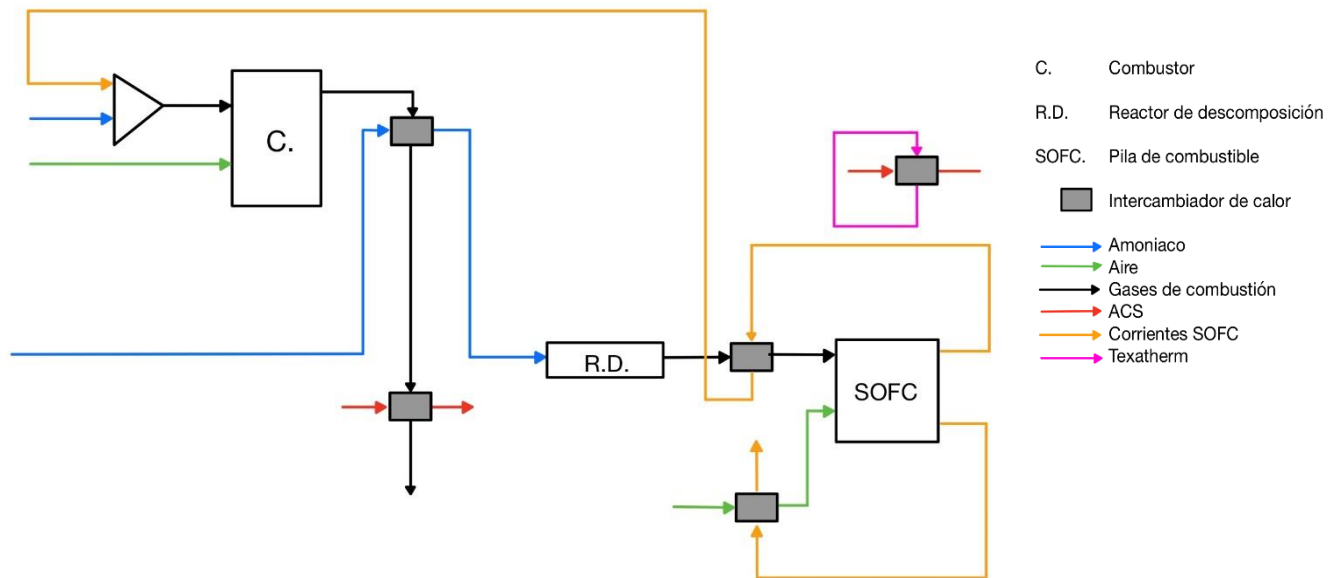 C.
R.D.
SOFC
C. Combustor
R.D. Reactor de descomposición
SOFC. Pila de combustible
Intercambiador de calor
Amoniaco
Aire
Gases de combustión
ACS
Corrientes SOFC
Texatherm